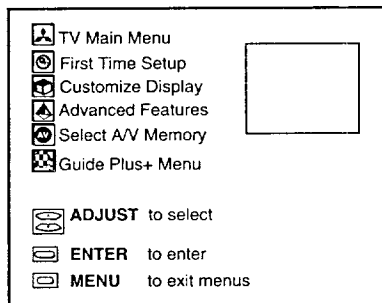 TV Main Menu
First Time Setup
Customize Display
Advanced Features
Select A/V Memory
Guide Plus+ Menu
ADJUST to select
ENTER to enter
MENU to exit menus